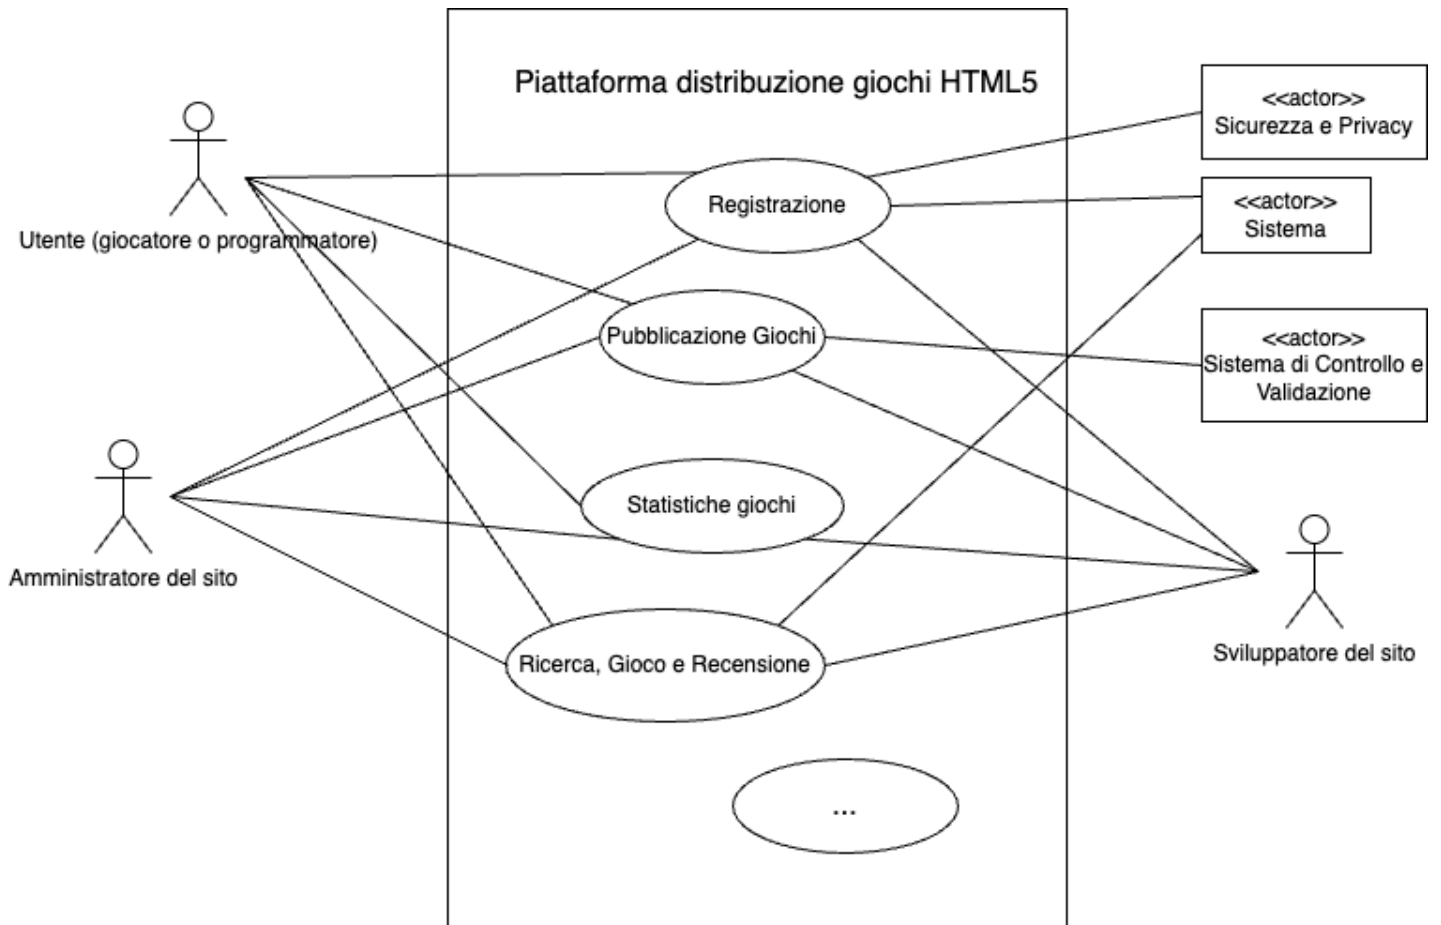 Piattaforma distribuzione giochi HTML5
<<actor>>
Sicurezza e Privacy
Registrazione
<<actor>>
Sistema
Utente (giocatore o programmatore)
Pubblicazione Giochi
<<actor>>
Sistema di Controllo e
Validazione
Statistiche giochi
Amministratore del sito
Ricerca, Gioco e Recensione
Sviluppatore del sito
...